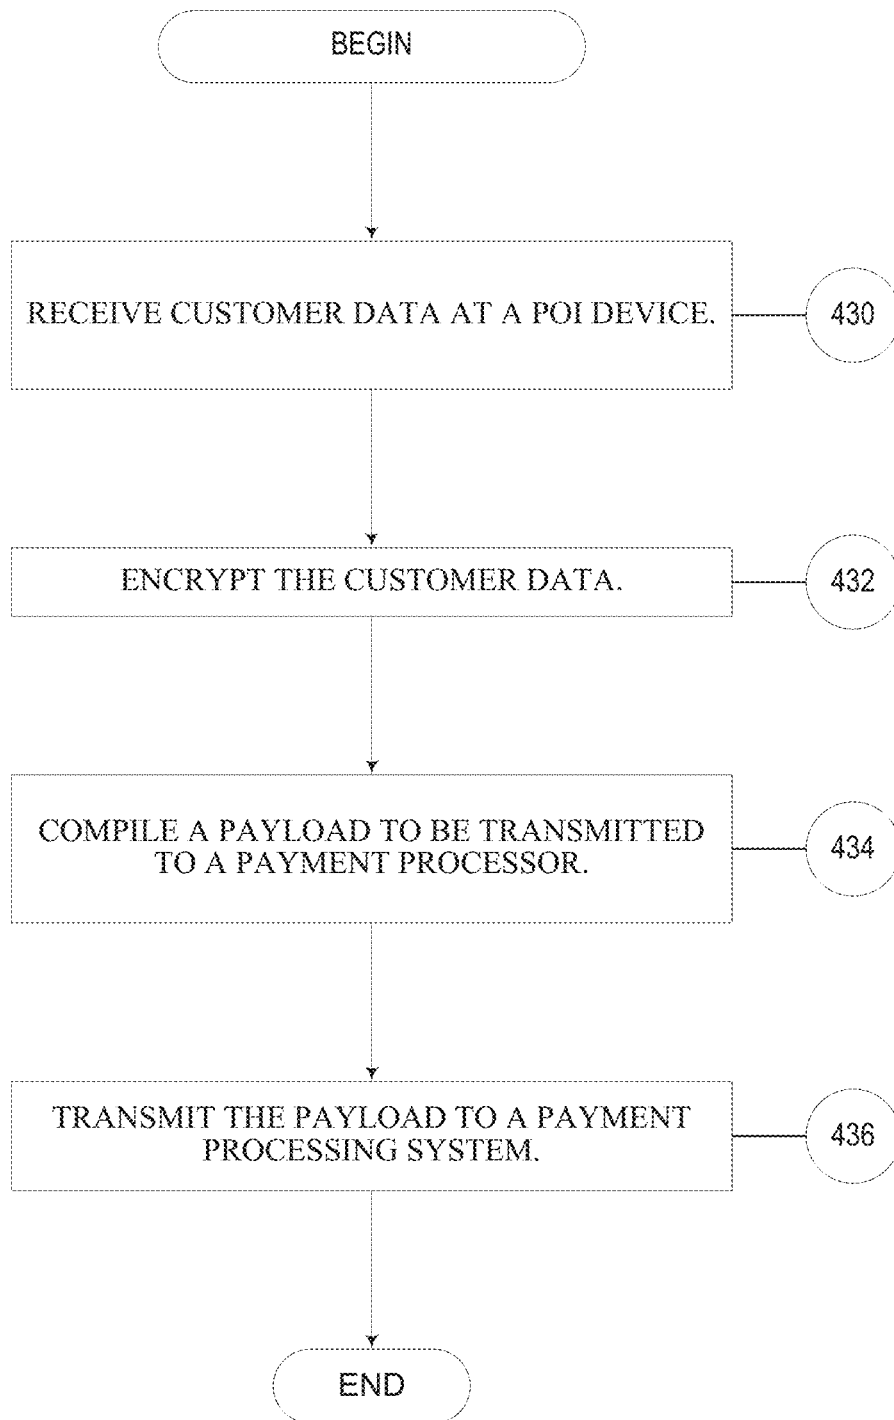 BEGIN
RECEIVE CUSTOMER DATA AT A POI DEVICE.
430
ENCRYPT THE CUSTOMER DATA.
432
COMPILE A PAYLOAD TO BE TRANSMITTED
TO A PAYMENT PROCESSOR.
434
TRANSMIT THE PAYLOAD TO A PAYMENT
PROCESSING SYSTEM.
436
END